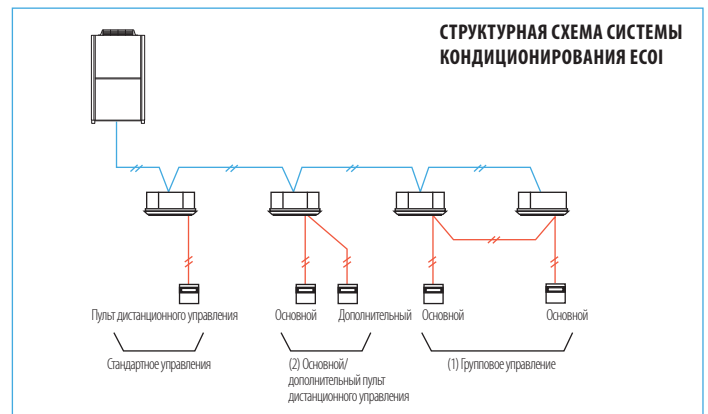 СТРУКТУРНАЯ СХЕМА СИСТЕМЫ
КОНДИЦИОНИРОВАНИЯ ECOI
Пульт дистанционного управления
Основной
Дополнительный
Основной
Основной
Стандартное управления
(2) Основной/
дополнительный пульт
дистанционного управления
(1) Групповое управление